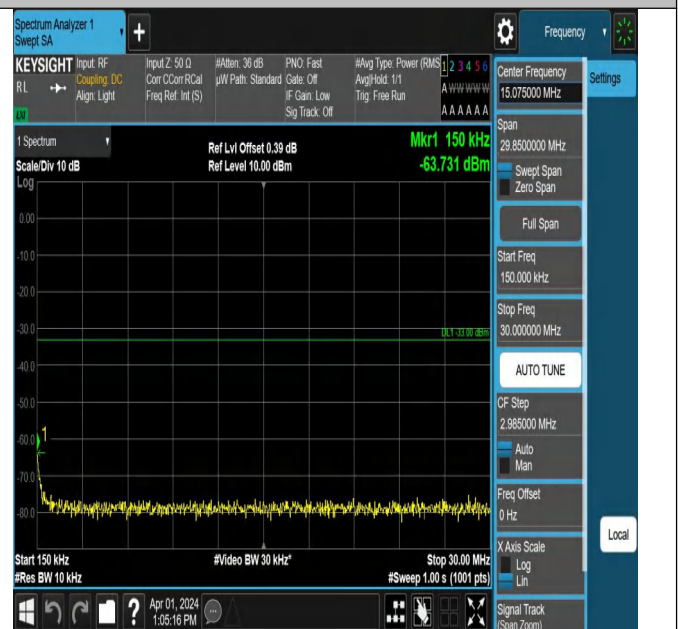 Spectrum Analyzer 1
Swept SA
Frequency
KEYSIGHT
RL
LXI
Input: RF
Coupling: DC
Align: Light
Input Z: 50 Ω
Corr CCorr RCal
Freq Ref: Int (S)
#Atten: 36 dB
µW Path: Standard
PNO: Fast
Gate: Off
IF Gain: Low
Sig Track: Off
#Avg Type: Power (RMS
Avg|Hold: 1/1
Trig: Free Run
1 2 3 4 5 6
A W W W W W
A A A A A A
1 Spectrum
Scale/Div 10 dB
Ref Lvl Offset 0.39 dB
Ref Level 10.00 dBm
Mkr1 150 kHz
-63.731 dBm
Log
0.00
-10.0
-20.0
-30.0
DL1 -33.00 dBm
-40.0
-50.0
1
-60.0
-70.0
-80.0
Start 150 kHz
#Video BW 30 kHz*
Stop 30.00 MHz
#Res BW 10 kHz
#Sweep 1.00 s (1001 pts)
Apr 01, 2024
1:05:16 PM
Center Frequency
15.075000 MHz
Settings
Span
29.8500000 MHz
Swept Span
Zero Span
Full Span
Start Freq
150.000 kHz
Stop Freq
30.000000 MHz
AUTO TUNE
CF Step
2.985000 MHz
Auto
Man
Freq Offset
0 Hz
Local
X Axis Scale
Log
Lin
Signal Track
(Span Zoom)